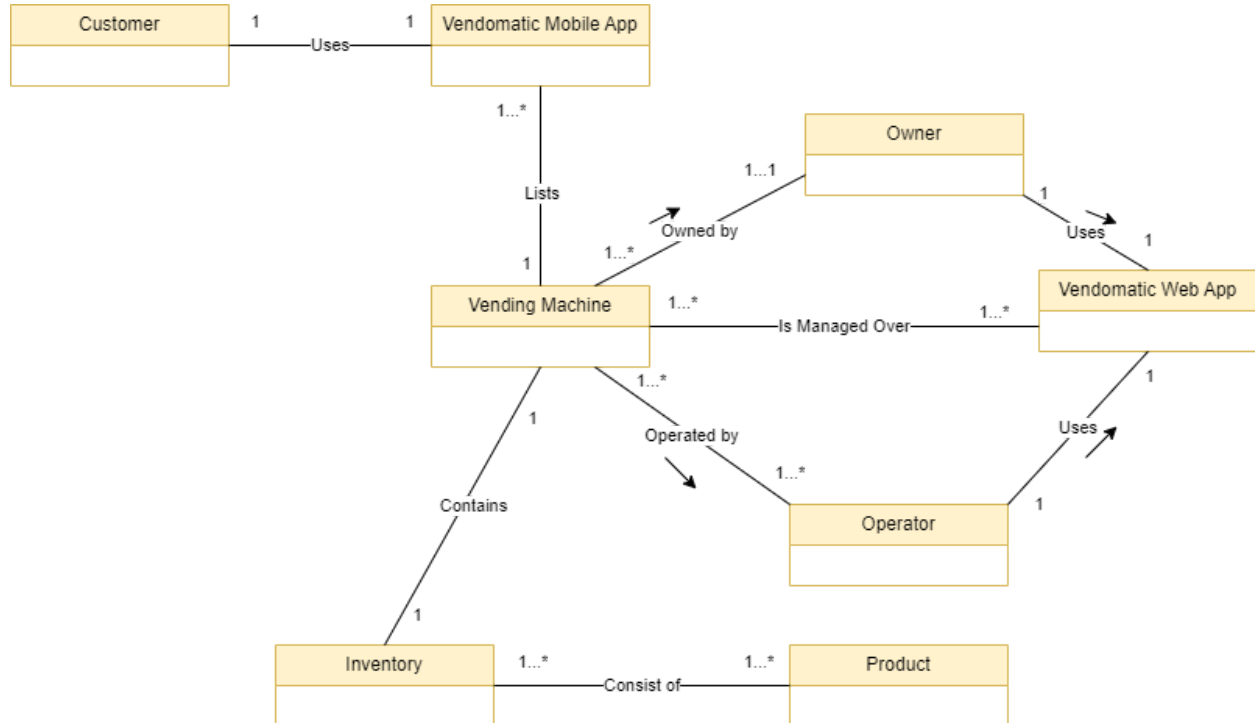 Customer
1
Uses
1
Vendomatic Mobile App
1...*
Lists
1
Owner
1...1
Owned by
1...*
1
Uses
1
Vending Machine
1...*
Is Managed Over
1...*
Vendomatic Web App
1...*
Operated by
1...*
1
Uses
1
Operator
1
Contains
1
Inventory
1...*
Consist of
1...*
Product